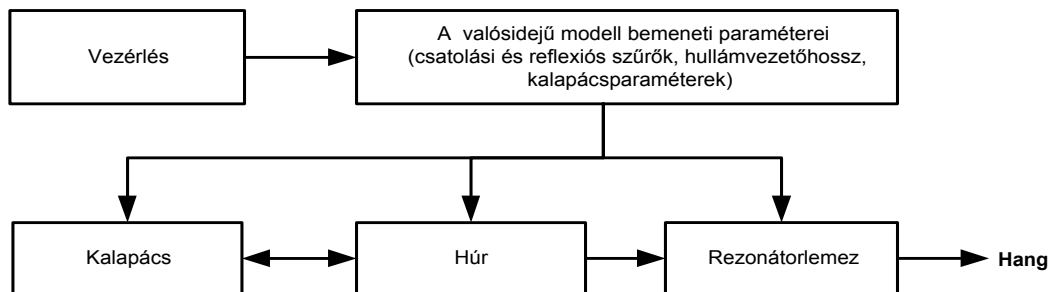 Vezérlés
A valósidejű modell bemeneti paraméterei
(csatolási és reflexiós szűrők, hullámvezetőhossz,
kalapácsparaméterek)
Kalapács
Húr
Rezonátorlemez
Hang